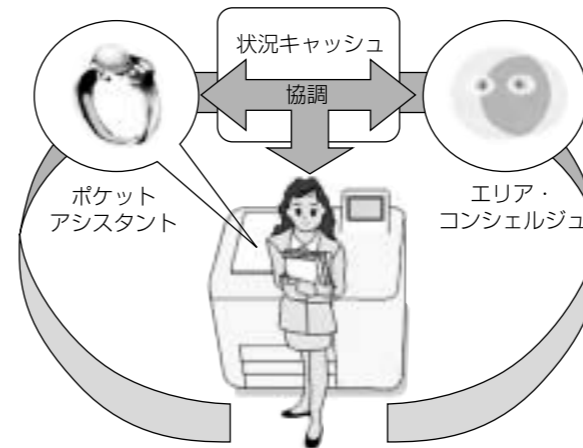 状況キャッシュ
協調
ポケット
アシスタント
エリア・
コンシェルジュ